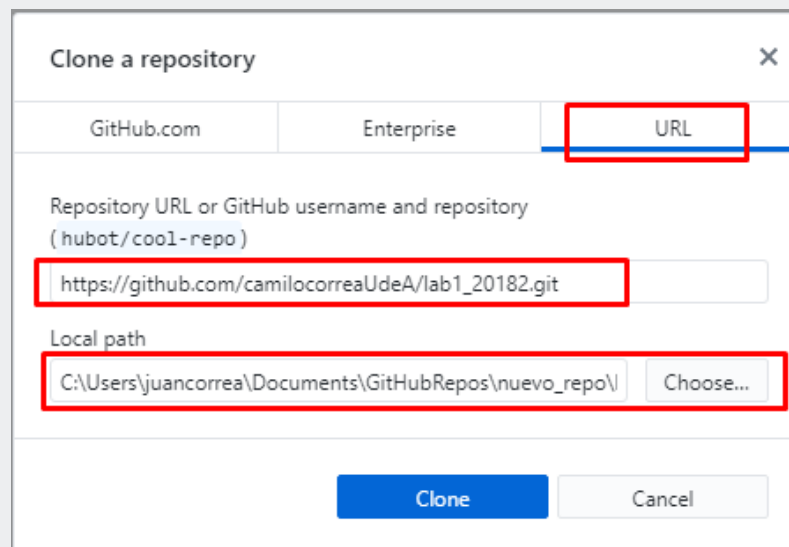 Clone a repository
GitHub.com
Enterprise
URL
Repository URL or GitHub username and repository
(hubot/cool-repo)
https://github.com/camilocorreaUdeA/lab1_20182.git
Local path
C:\Users\juancorrea\Documents\GitHubRepos\nuevo_repo\
Choose...
Clone
Cancel